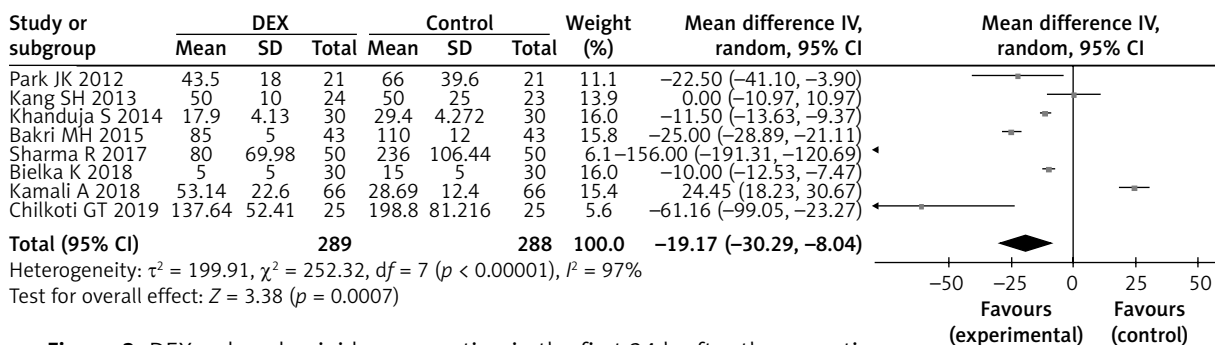 Study or DEX Control Weight Mean difference IV, Mean difference IV,
subgroup Mean SD Total Mean SD Total (%) random, 95% CI random, 95% CI
Park JK 2012 43.5 18 21 66 39.6 21 11.1 −22.50 (−41.10, −3.90)
Kang SH 2013 50 10 24 50 25 23 13.9 0.00 (−10.97, 10.97)
Khanduja S 2014 17.9 4.13 30 29.4 4.272 30 16.0 −11.50 (−13.63, −9.37)
Bakri MH 2015 85 5 43 110 12 43 15.8 −25.00 (−28.89, −21.11)
Sharma R 2017 80 69.98 50 236 106.44 50 6.1 −156.00 (−191.31, −120.69)
Bielka K 2018 5 5 30 15 5 30 16.0 −10.00 (−12.53, −7.47)
Kamali A 2018 53.14 22.6 66 28.69 12.4 66 15.4 24.45 (18.23, 30.67)
Chilkoti GT 2019 137.64 52.41 25 198.8 81.216 25 5.6 −61.16 (−99.05, −23.27)
Total (95% CI) 289 288 100.0 −19.17 (−30.29, −8.04)
Heterogeneity: τ² = 199.91, χ² = 252.32, df = 7 (p < 0.00001), I² = 97%
Test for overall effect: Z = 3.38 (p = 0.0007)
−50 −25 0 25 50
Favours Favours
(experimental) (control)